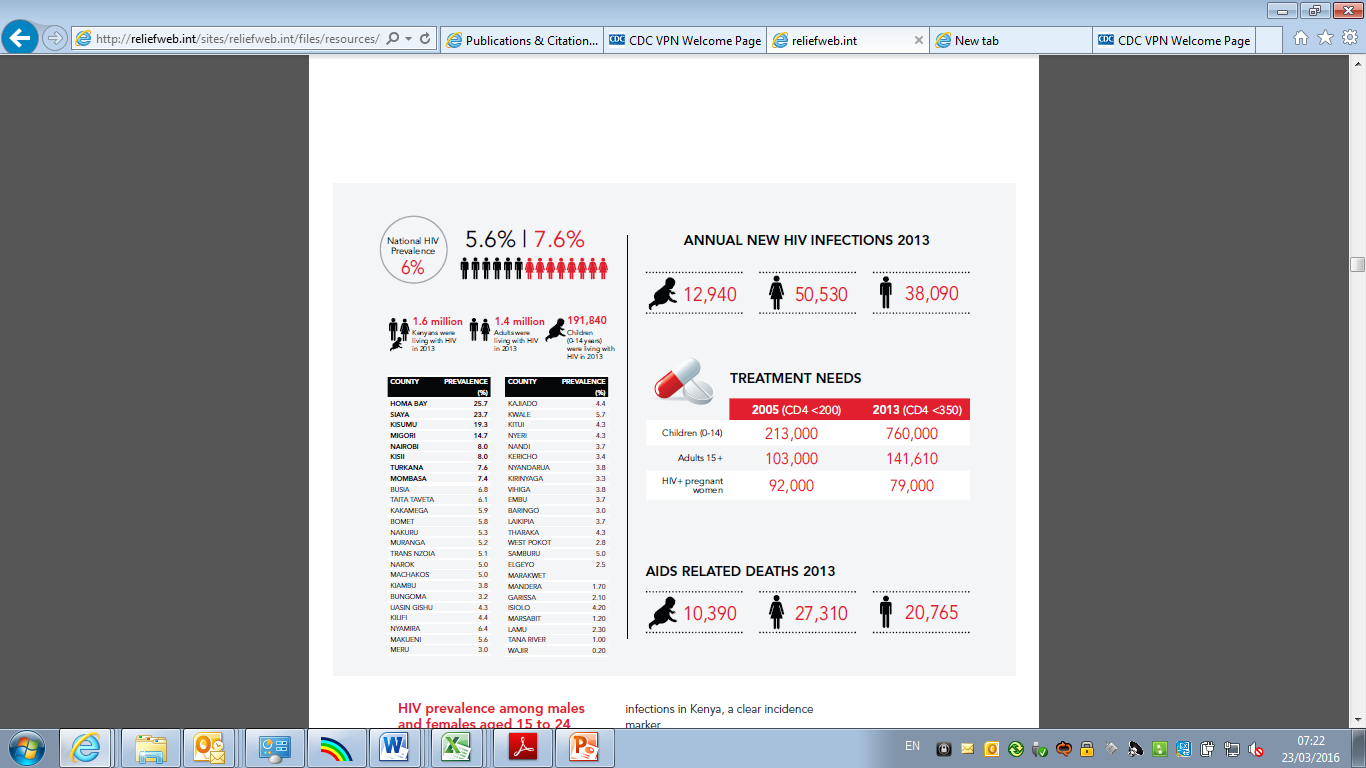 http://reliefweb.int/sites/reliefweb.int/files/resources/
Publications & Citation...
CDC VPN Welcome Page
reliefweb.int
New tab
CDC VPN Welcome Page
National HIV
Prevalence
6%
5.6% | 7.6%
1.6 million
Kenyans were
living with HIV
in 2013
1.4 million
Adults were
living with HIV
in 2013
191,840
Children
(0-14 years)
were living with
HIV in 2013
COUNTY PREVALENCE
(%)
HOMA BAY 25.7
SIAYA 23.7
KISUMU 19.3
MIGORI 14.7
NAIROBI 8.0
KISII 8.0
TURKANA 7.6
MOMBASA 7.4
BUSIA 6.8
TAITA TAVETA 6.1
KAKAMEGA 5.9
BOMET 5.8
NAKURU 5.3
MURANGA 5.2
TRANS NZOIA 5.1
NAROK 5.0
MACHAKOS 5.0
KIAMBU 3.8
BUNGOMA 3.2
UASIN GISHU 4.3
KILIFI 4.4
NYAMIRA 6.4
MAKUENI 5.6
MERU 3.0
COUNTY PREVALENCE
(%)
KAJIADO 4.4
KWALE 5.7
KITUI 4.3
NYERI 4.3
NANDI 3.7
KERICHO 3.4
NYANDARUA 3.8
KIRINYAGA 3.3
VIHIGA 3.8
EMBU 3.7
BARINGO 3.0
LAIKIPIA 3.7
THARAKA 4.3
WEST POKOT 2.8
SAMBURU 5.0
ELGEYO 2.5
MARAKWET
MANDERA 1.70
GARISSA 2.10
ISIOLO 4.20
MARSABIT 1.20
LAMU 2.30
TANA RIVER 1.00
WAJIR 0.20
ANNUAL NEW HIV INFECTIONS 2013
12,940 50,530 38,090
TREATMENT NEEDS
2005 (CD4 <200) 2013 (CD4 <350)
Children (0-14) 213,000 760,000
Adults 15+ 103,000 141,610
HIV+ pregnant
women 92,000 79,000
AIDS RELATED DEATHS 2013
10,390 27,310 20,765
HIV prevalence among males
and females aged 15 to 24
infections in Kenya, a clear incidence
marker
EN
07:22
23/03/2016